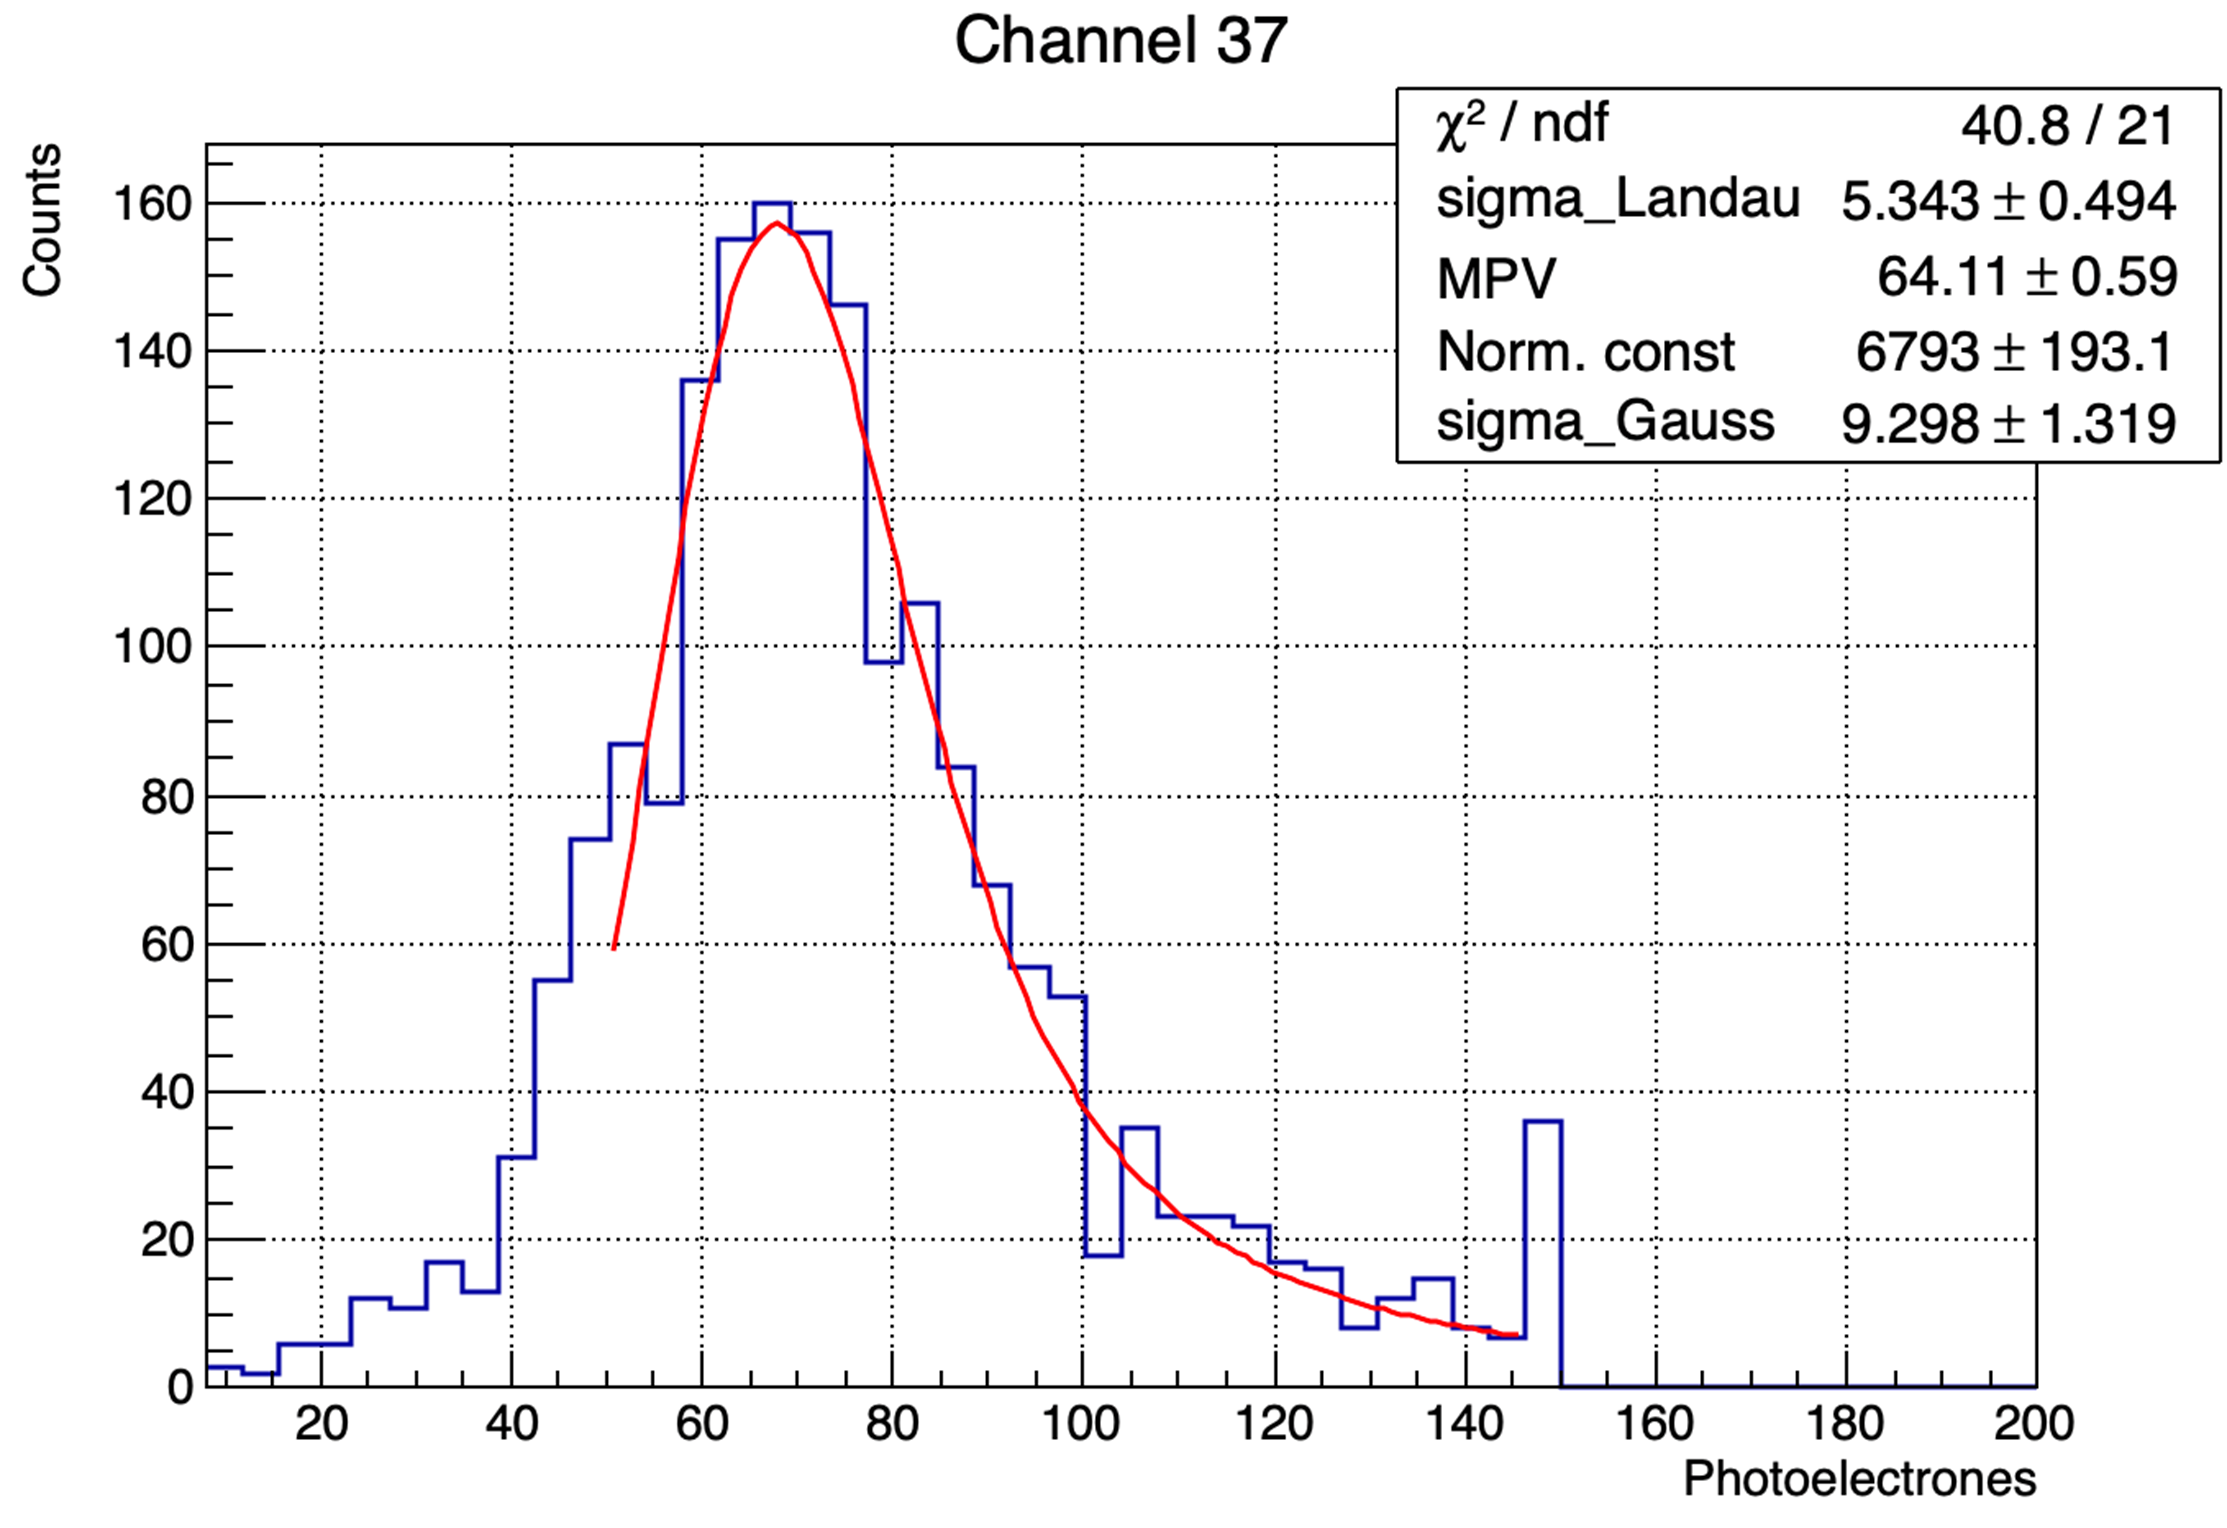 Channel 37
χ² / ndf 40.8 / 21
sigma_Landau 5.343 ± 0.494
MPV 64.11 ± 0.59
Norm. const 6793 ± 193.1
sigma_Gauss 9.298 ± 1.319
Counts
160
140
120
100
80
60
40
20
0
20 40 60 80 100 120 140 160 180 200
Photoelectrones